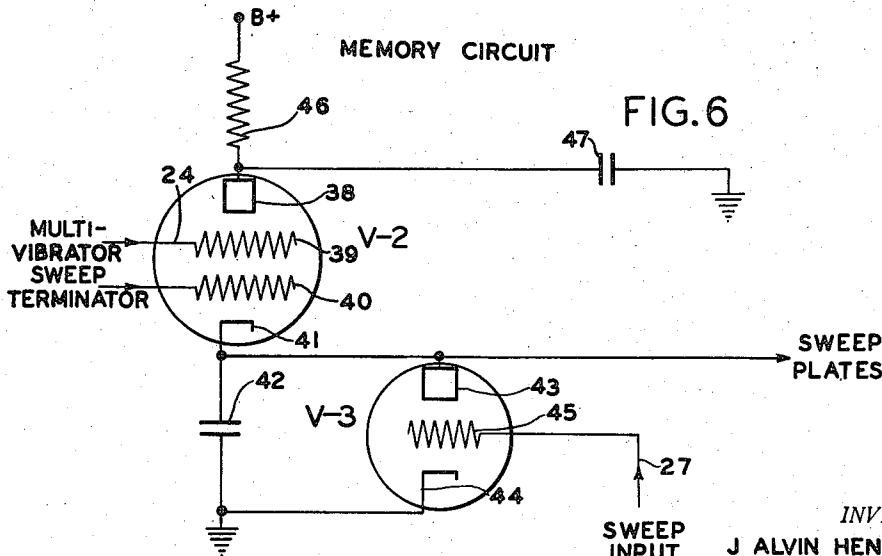 B+
MEMORY CIRCUIT
FIG.6
46
47
24
38
MULTI-
VIBRATOR
V-2
39
SWEEP
TERMINATOR
40
41
SWEEP
PLATES
42
43
V-3
45
27
44
SWEEP
INPUT
INV
J ALVIN HEN